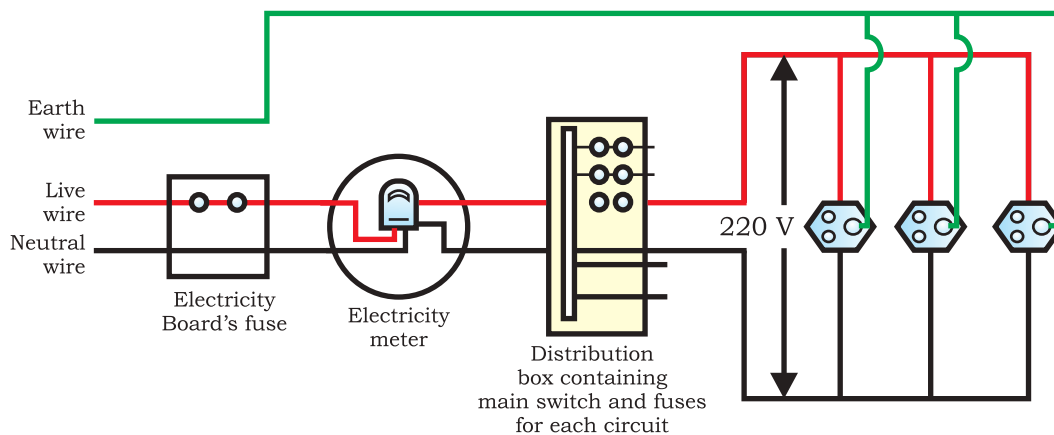 Earth
wire
Live
wire
Neutral
wire
Electricity
Board's fuse
Electricity
meter
Distribution
box containing
main switch and fuses
for each circuit
220 V